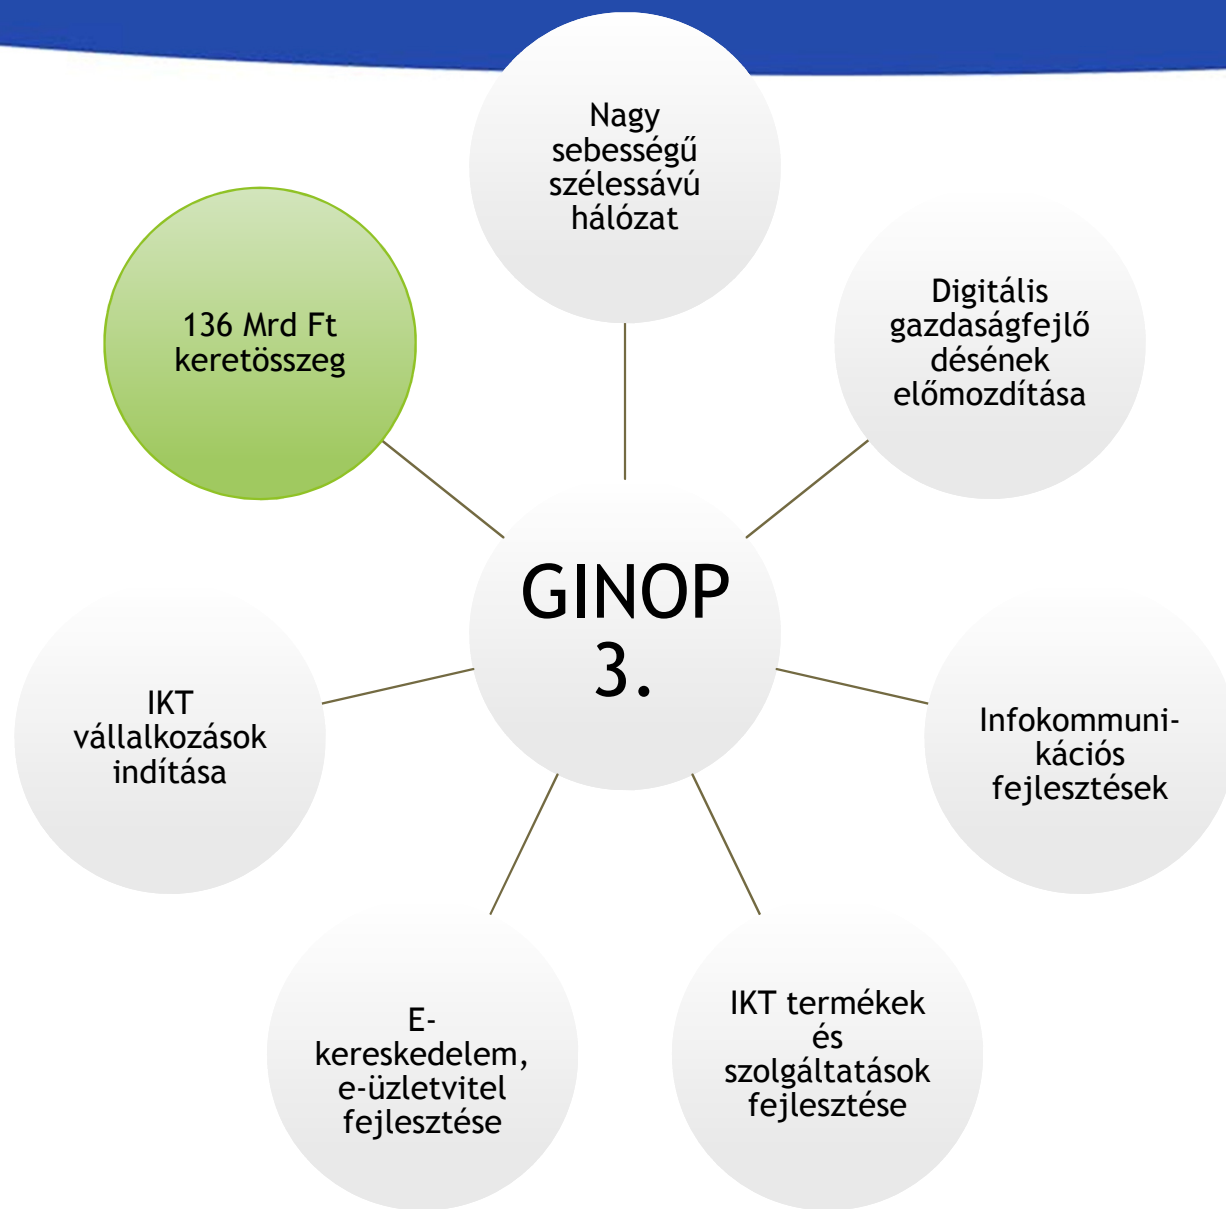 Nagy
sebességű
szélessávú
hálózat
Digitális
gazdaságfejlő
désének
előmozdítása
Infokommuni-
kációs
fejlesztések
IKT termékek
és
szolgáltatások
fejlesztése
E-
kereskedelem,
e-üzletvitel
fejlesztése
IKT
vállalkozások
indítása
136 Mrd Ft
keretösszeg
GINOP
3.